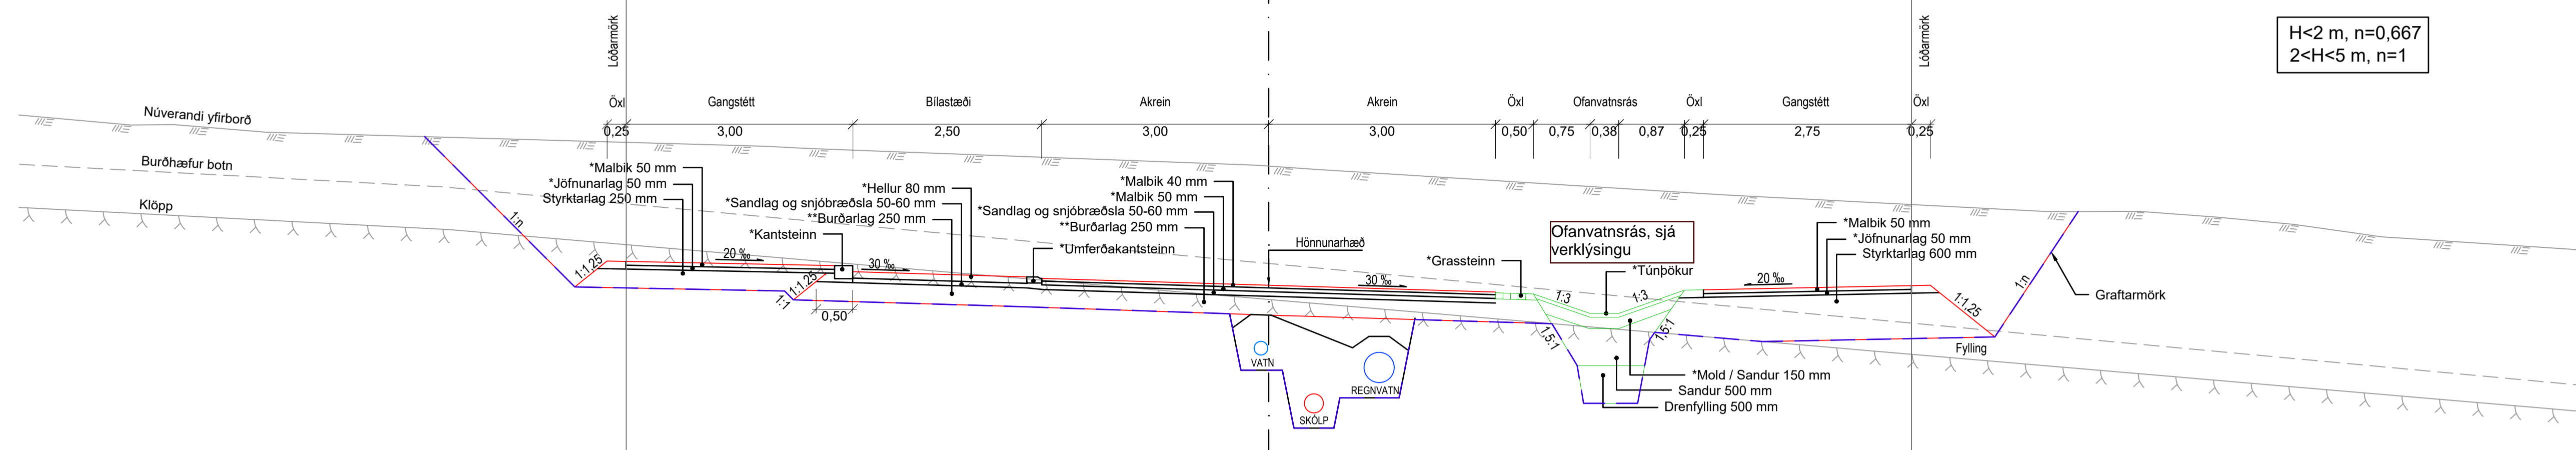 Lóðarmörk
Lóðarmörk
H<2 m, n=0,667
2<H<5 m, n=1
Öxl
Gangstétt
Bílastæði
Akrein
Akrein
Öxl
Ofanvatnsrás
Öxl
Gangstétt
Öxl
0,25
3,00
2,50
3,00
3,00
0,50
0,75
0,38
0,87
0,25
2,75
0,25
Núverandi yfirborð
Burðhæfur botn
Klöpp
1:n
*Malbik 50 mm
*Jöfnunarlag 50 mm
Styrktarlag 250 mm
*Hellur 80 mm
*Sandlag og snjóbræðsla 50-60 mm
**Burðarlag 250 mm
*Kantsteinn
*Malbik 40 mm
*Malbik 50 mm
*Sandlag og snjóbræðsla 50-60 mm
**Burðarlag 250 mm
*Umferðakantsteinn
Hönnunarhæð
*Grassteinn
Ofanvatnsrás, sjá
verklýsingu
*Túnþökur
*Malbik 50 mm
*Jöfnunarlag 50 mm
Styrktarlag 600 mm
1:1,25
20 ‰
1:1
1:1,25
30 ‰
0,50
30 ‰
1:3
1:3
1,5:1
1,5:1
20 ‰
1:1,25
1:n
Graftarmörk
Fylling
VATN
SKÓLP
REGNVATN
*Mold / Sandur 150 mm
Sandur 500 mm
Drenfylling 500 mm